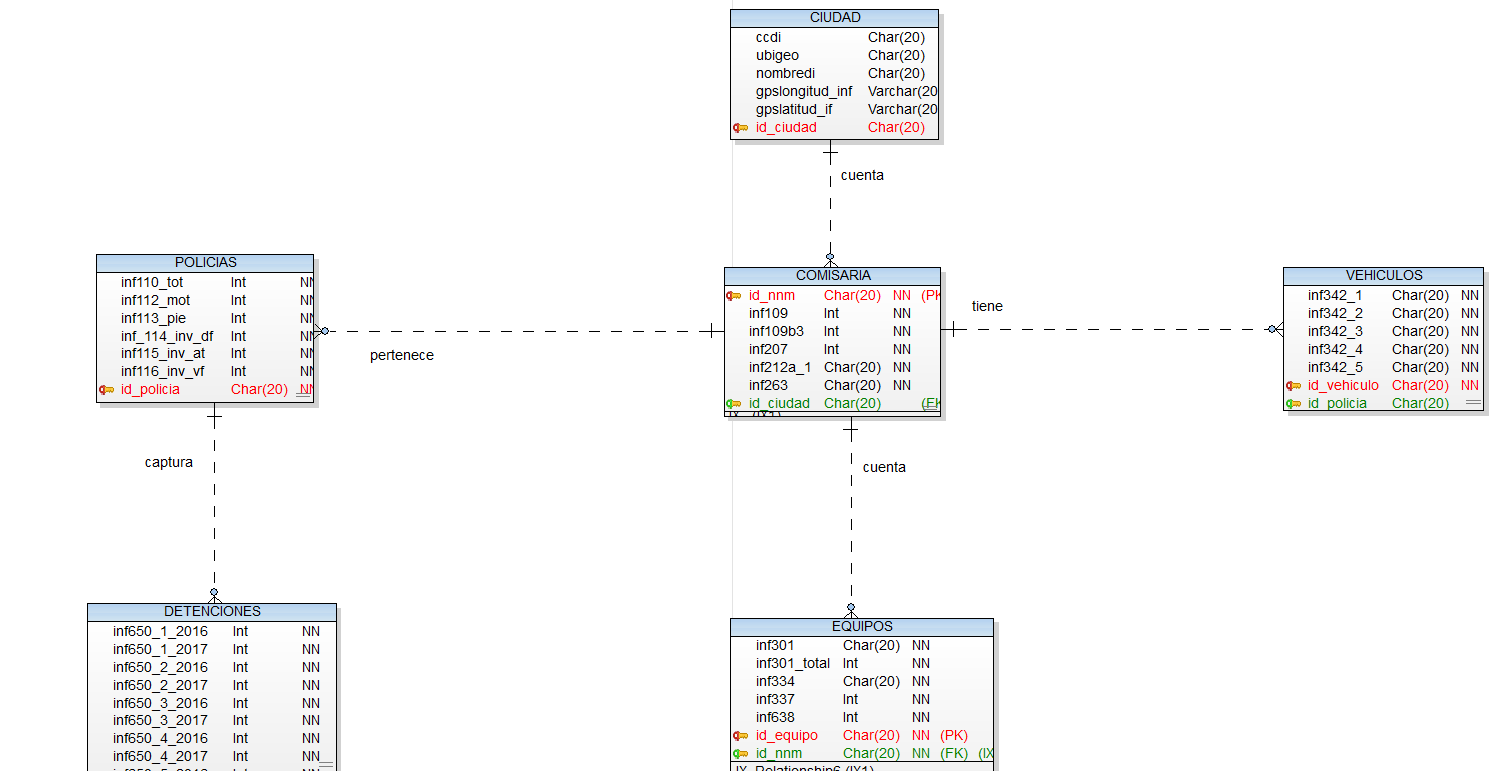 CIUDAD
ccdi Char(20)
ubigeo Char(20)
nombredi Char(20)
gpslongitud_inf Varchar(20
gpslatitud_if Varchar(20
id_ciudad Char(20)
cuenta
POLICIAS
inf110_tot Int NN
inf112_mot Int NN
inf113_pie Int NN
inf_114_inv_df Int NN
inf115_inv_at Int NN
inf116_inv_vf Int NN
id_policia Char(20) NN
pertenece
COMISARIA
id_nnm Char(20) NN (PK
inf109 Int NN
inf109b3 Int NN
inf207 Int NN
inf212a_1 Char(20) NN
inf263 Char(20) NN
id_ciudad Char(20) (FK
tiene
VEHICULOS
inf342_1 Char(20) NN
inf342_2 Char(20) NN
inf342_3 Char(20) NN
inf342_4 Char(20) NN
inf342_5 Char(20) NN
id_vehiculo Char(20) NN
id_policia Char(20)
captura
cuenta
DETENCIONES
inf650_1_2016 Int NN
inf650_1_2017 Int NN
inf650_2_2016 Int NN
inf650_2_2017 Int NN
inf650_3_2016 Int NN
inf650_3_2017 Int NN
inf650_4_2016 Int NN
inf650_4_2017 Int NN
EQUIPOS
inf301 Char(20) NN
inf301_total Int NN
inf334 Char(20) NN
inf337 Int NN
inf638 Int NN
id_equipo Char(20) NN (PK)
id_nnm Char(20) NN (FK) (IX
IX_Relationship6 (IX1)